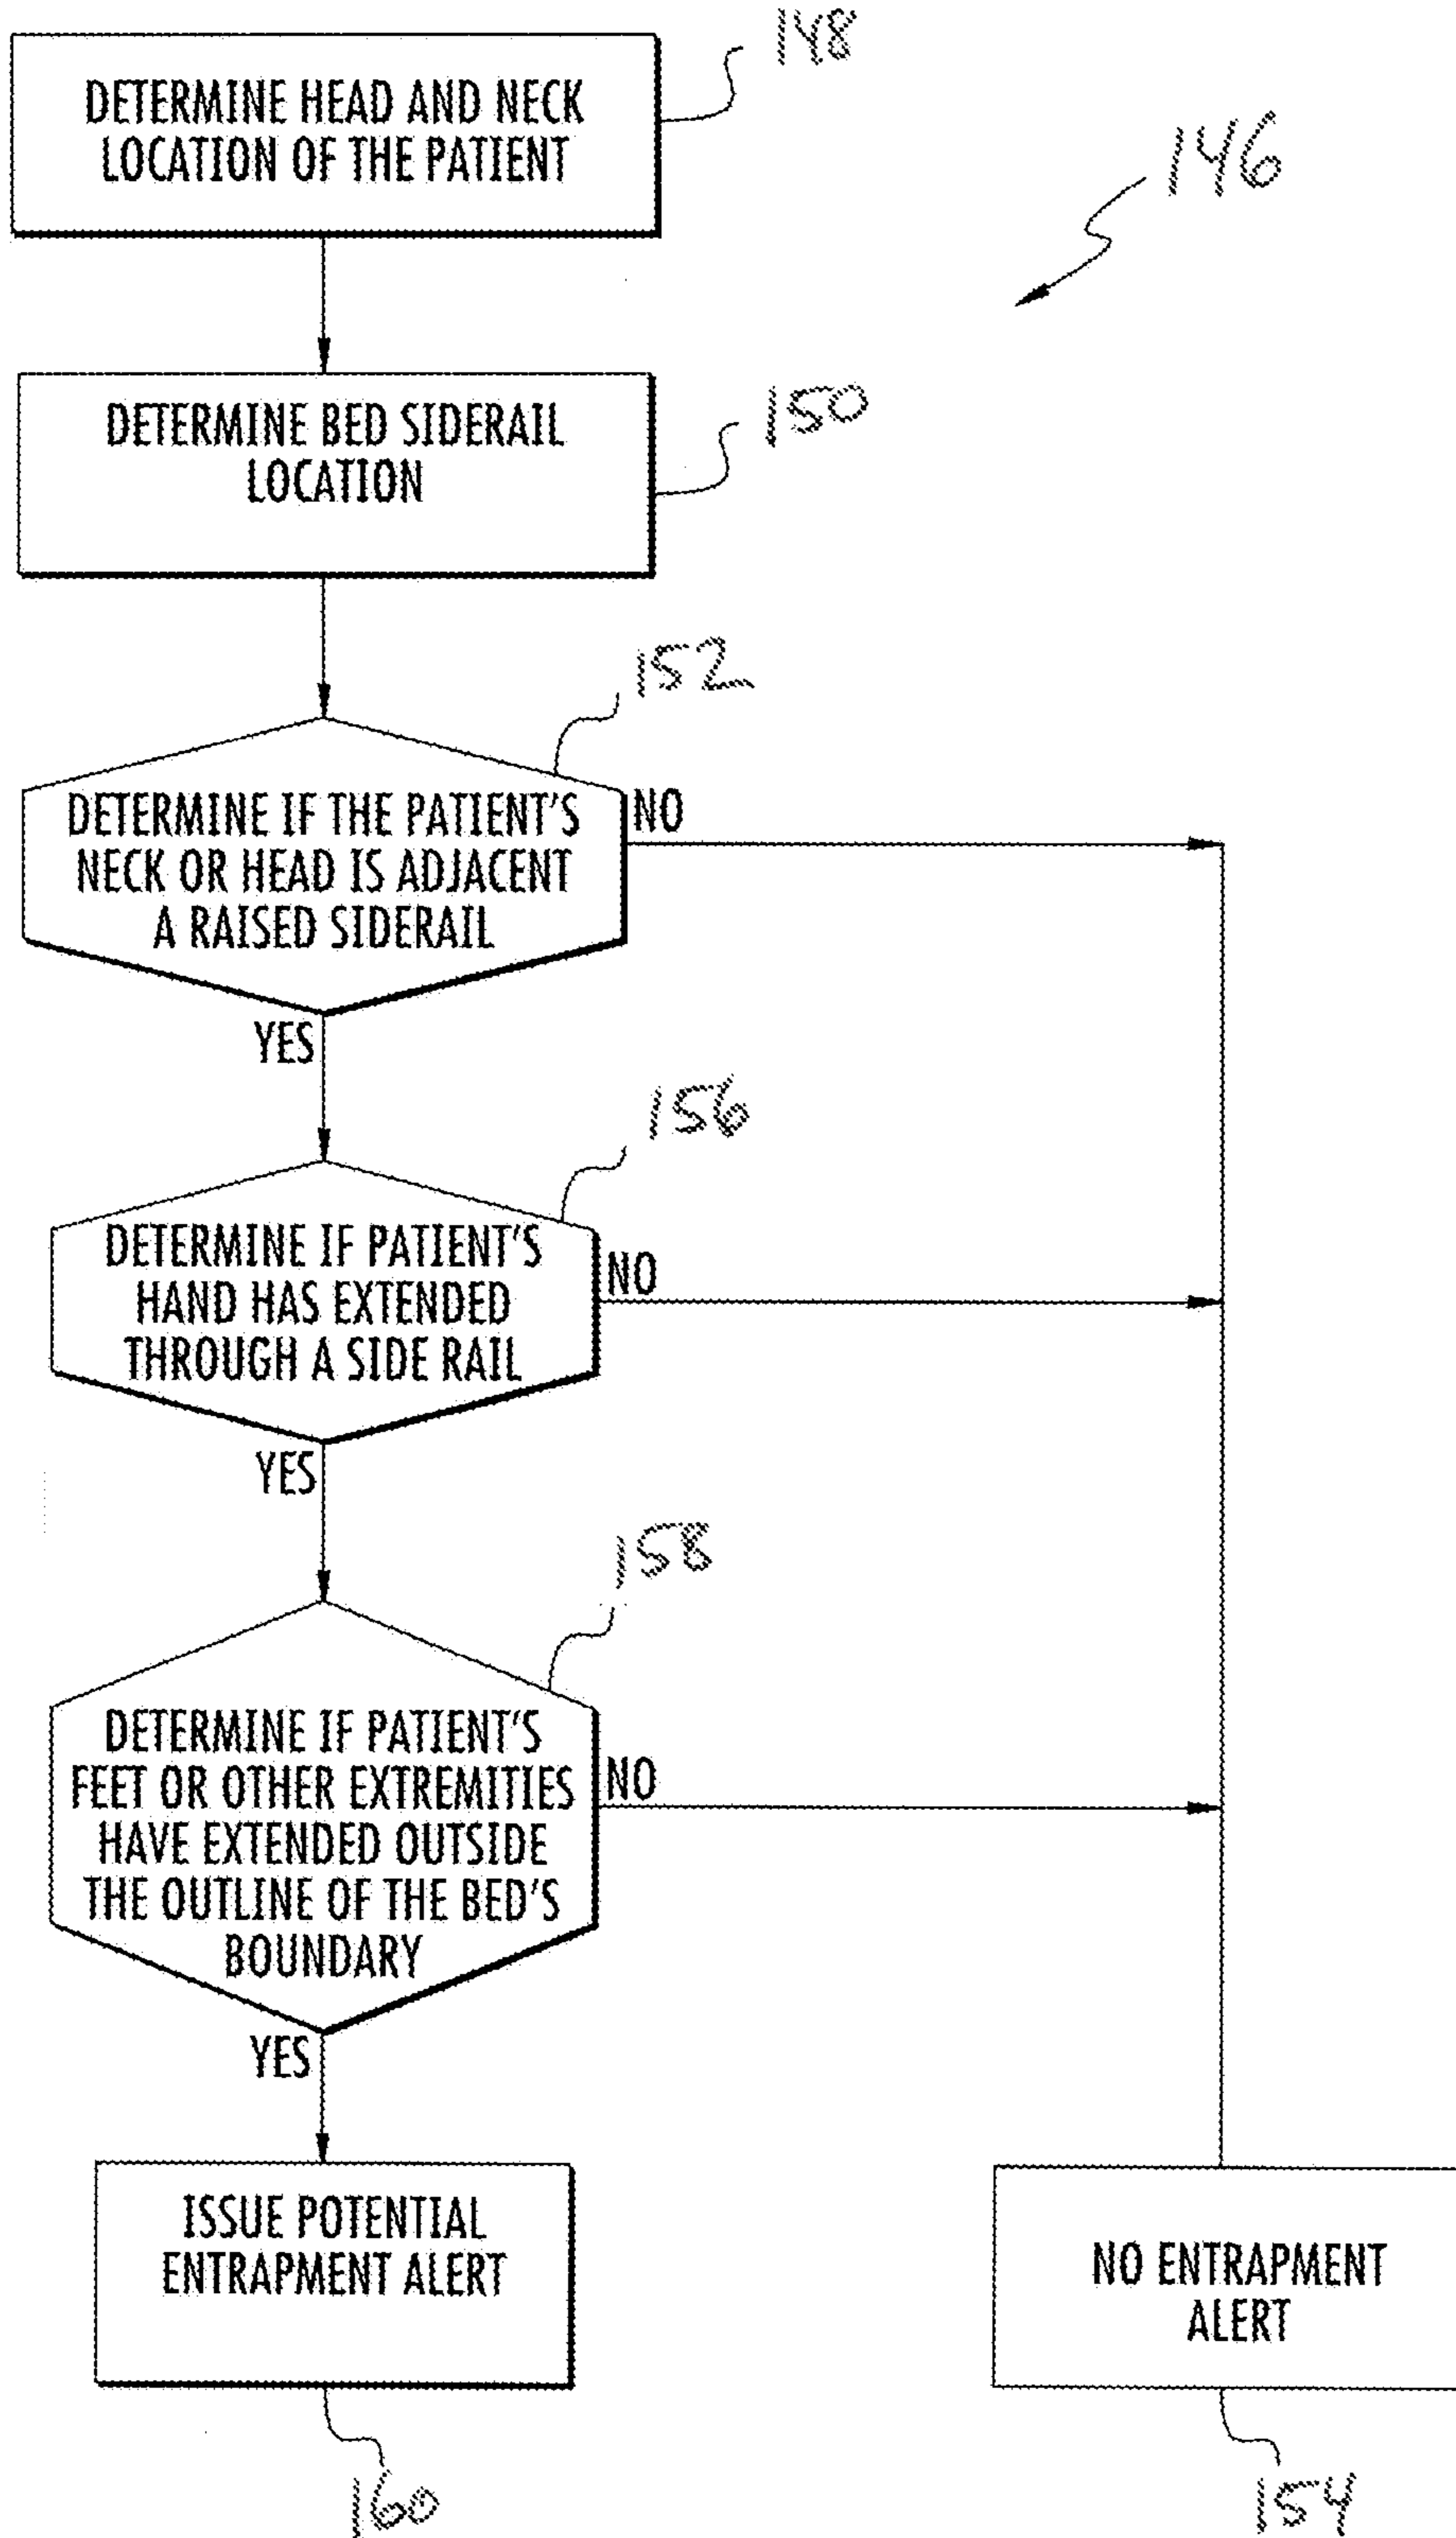 148
DETERMINE HEAD AND NECK
LOCATION OF THE PATIENT
146
DETERMINE BED SIDERAIL
LOCATION
150
152
DETERMINE IF THE PATIENT'S
NECK OR HEAD IS ADJACENT
A RAISED SIDERAIL
NO
YES
156
DETERMINE IF PATIENT'S
HAND HAS EXTENDED
THROUGH A SIDE RAIL
NO
YES
158
DETERMINE IF PATIENT'S
FEET OR OTHER EXTREMITIES
HAVE EXTENDED OUTSIDE
THE OUTLINE OF THE BED'S
BOUNDARY
NO
YES
ISSUE POTENTIAL
ENTRAPMENT ALERT
NO ENTRAPMENT
ALERT
160
154